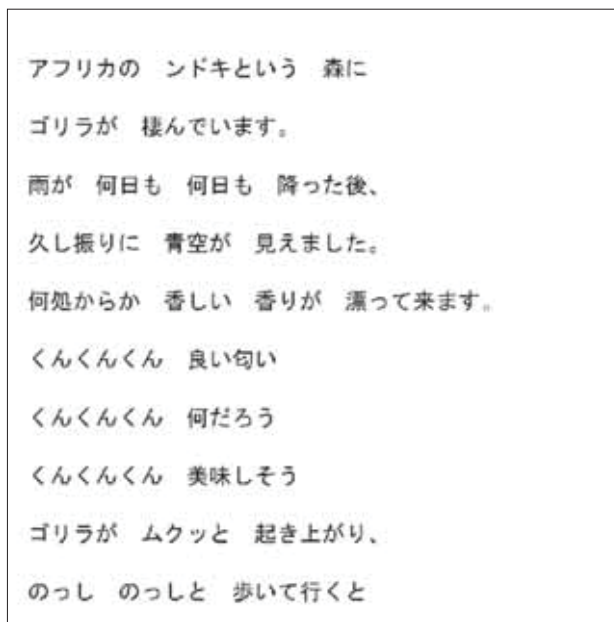 アフリカの　ンドキという　森に
ゴリラが　棲んでいます。
雨が　何日も　何日も　降った後、
久し振りに　青空が　見えました。
何処からか　香しい　香りが　漂って来ます。
くんくんくん　良い匂い
くんくんくん　何だろう
くんくんくん　美味しそう
ゴリラが　ムクッと　起き上がり、
のっし　のっしと　歩いて行くと